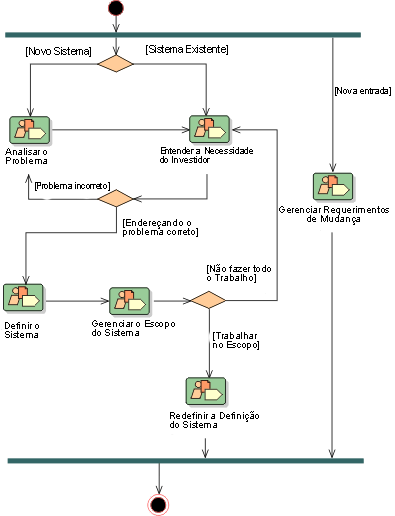 [Novo Sistema]
[Sistema Existente]
[Nova entrada]
Analisar o
Problema
Entender a Necessidade
do Investidor
[Problema incorreto]
Gerenciar Requerimentos
de Mudança
[Endereçando o
problema correto]
[Não fazer todo
o Trabalho]
Definir o
Sistema
Gerenciar o Escopo
do Sistema
[Trabalhar
no Escopo]
Redefinir a Definição
do Sistema